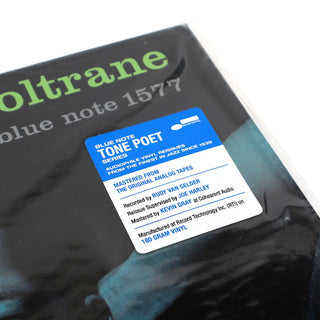 oltrane
blue note 1577
BLUE NOTE
TONE POET
SERIES
AUDIOPHILE VINYL REISSUES
FROM THE FINEST IN JAZZ SINCE 1939
MASTERED FROM
THE ORIGINAL ANALOG TAPES
Recorded by RUDY VAN GELDER
Reissue Supervised by JOE HARLEY
Mastered by KEVIN GRAY at Coherent Audio
Manufactured at Record Technology Inc. (RTI) on
180 GRAM VINYL